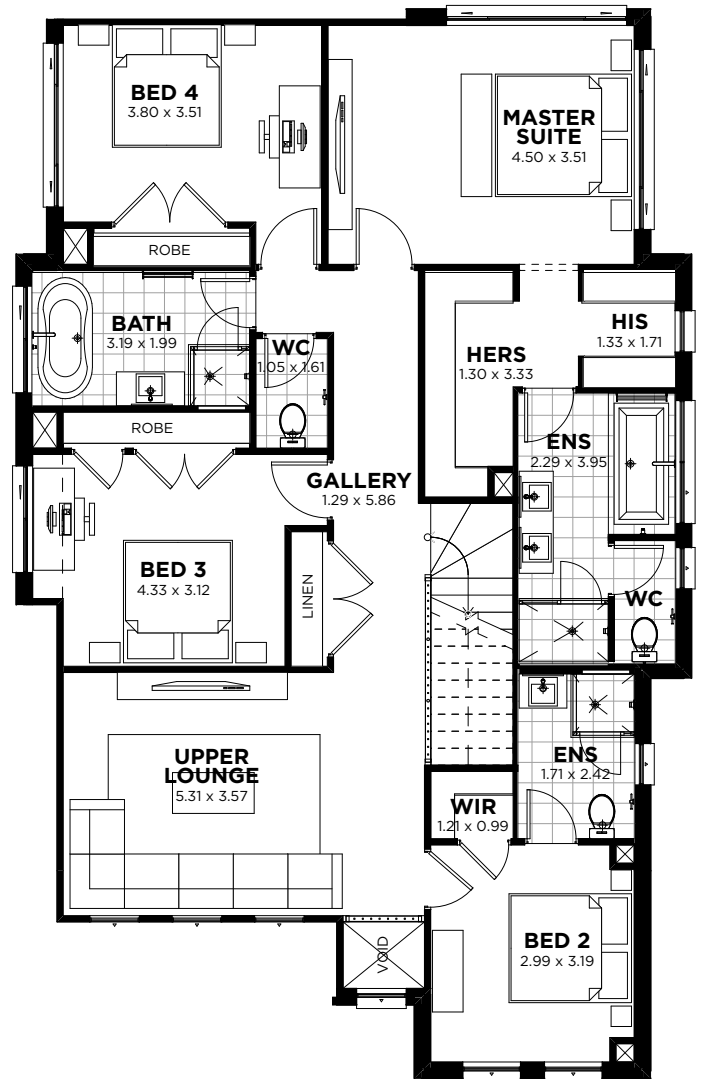 BED 4
3.80 x 3.51
MASTER
SUITE
4.50 x 3.51
ROBE
BATH
3.19 x 1.99
WC
1.05 x 1.61
HERS
1.30 x 3.33
HIS
1.33 x 1.71
ROBE
ENS
2.29 x 3.95
GALLERY
1.29 x 5.86
BED 3
4.33 x 3.12
LINEN
WC
UPPER
LOUNGE
5.31 x 3.57
ENS
1.71 x 2.42
WIR
1.21 x 0.99
VOID
BED 2
2.99 x 3.19